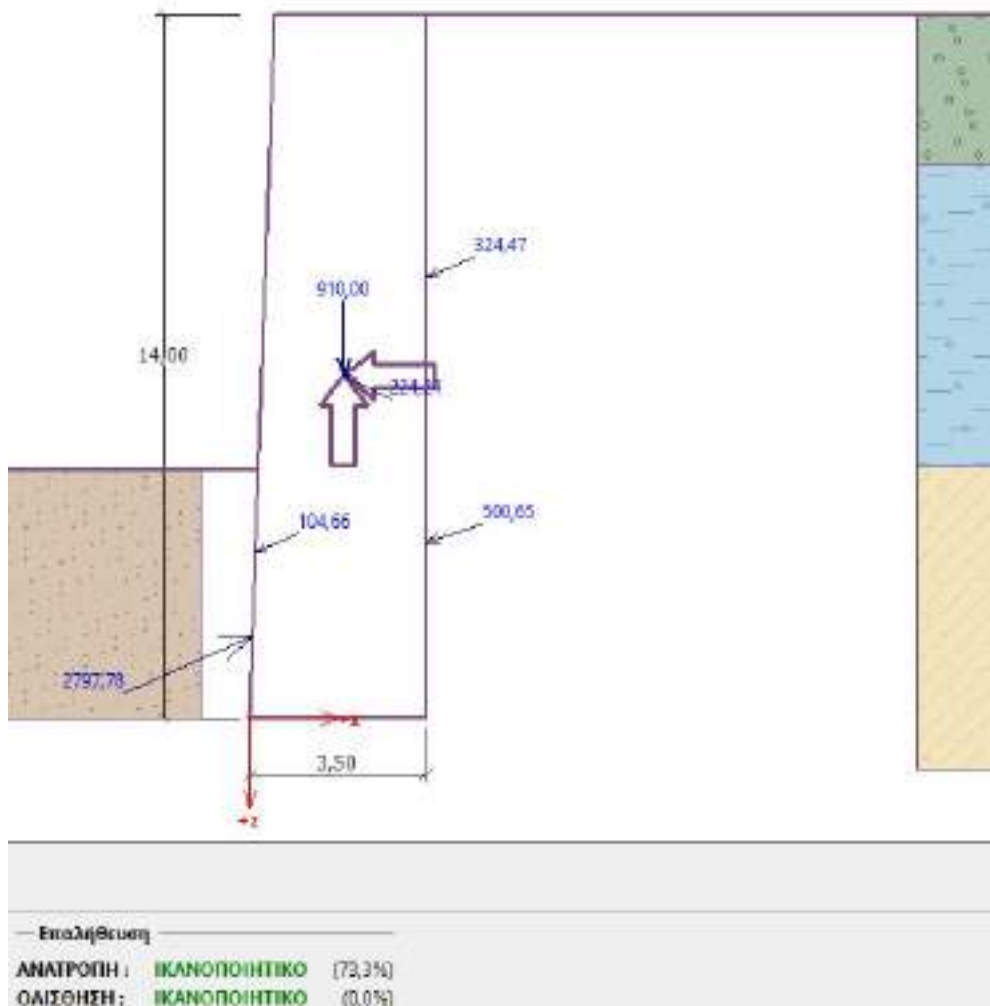 324,47
910,00
14,00
104,66
500,65
2797,78
+x
3,50
+z
Επαλήθευση
ΑΝΑΤΡΟΠΗ : ΙΚΑΝΟΠΟΙΗΤΙΚΟ (73,3%)
ΟΛΙΣΘΗΣΗ : ΙΚΑΝΟΠΟΙΗΤΙΚΟ (0.0%)